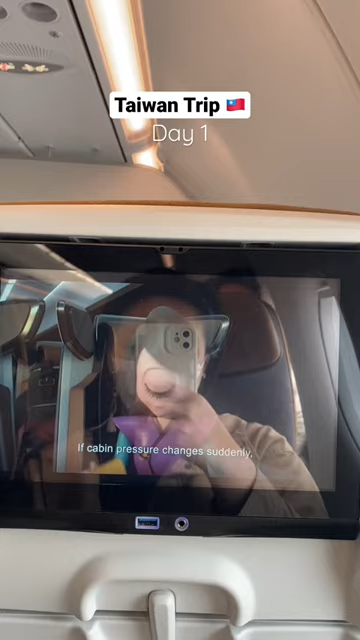 Taiwan Trip 🇹🇼
Day 1
If cabin pressure changes suddenly,